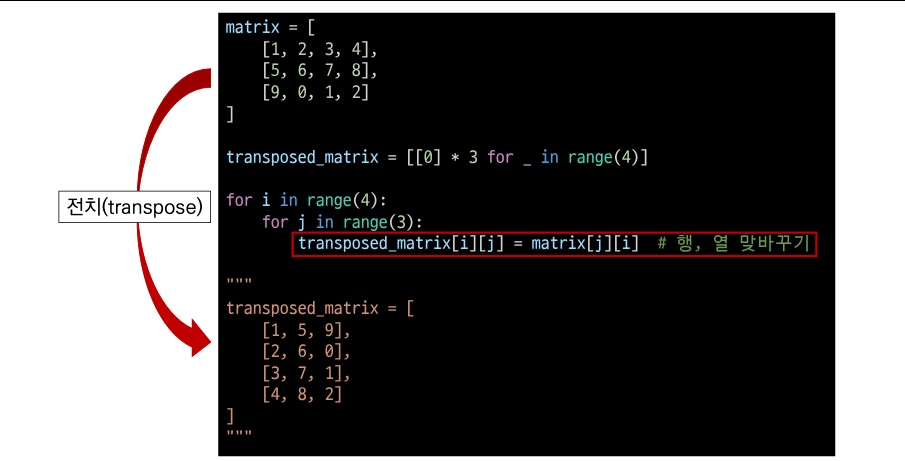 matrix = [
    [1, 2, 3, 4],
    [5, 6, 7, 8],
    [9, 0, 1, 2]
]
transposed_matrix = [[0] * 3 for _ in range(4)]
전치(transpose)
for i in range(4):
    for j in range(3):
        transposed_matrix[i][j] = matrix[j][i]  # 행, 열 맞바꾸기
"""
transposed_matrix = [
    [1, 5, 9],
    [2, 6, 0],
    [3, 7, 1],
    [4, 8, 2]
]
"""